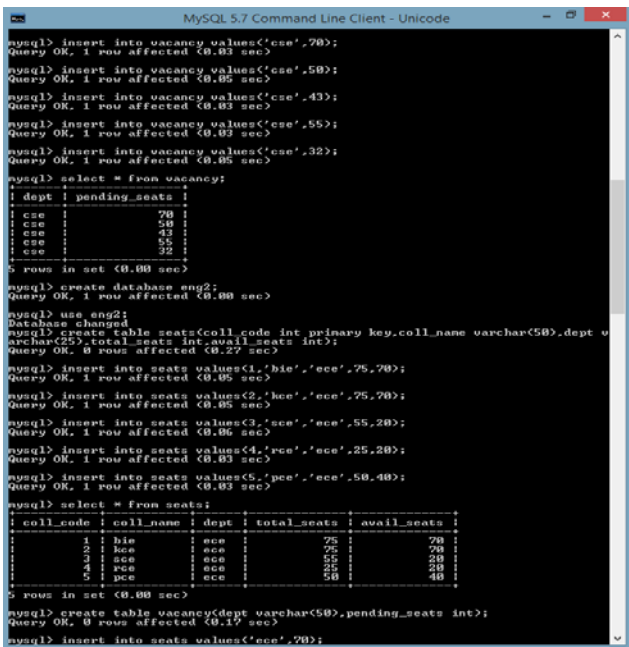 MySQL 5.7 Command Line Client - Unicode
mysql> insert into vacancy values('cse',70);
Query OK, 1 row affected (0.03 sec)
mysql> insert into vacancy values('cse',50);
Query OK, 1 row affected (0.05 sec)
mysql> insert into vacancy values('cse',43);
Query OK, 1 row affected (0.03 sec)
mysql> insert into vacancy values('cse',55);
Query OK, 1 row affected (0.03 sec)
mysql> insert into vacancy values('cse',32);
Query OK, 1 row affected (0.05 sec)
mysql> select * from vacancy;
| dept | pending_seats |
| cse | 70 |
| cse | 50 |
| cse | 43 |
| cse | 55 |
| cse | 32 |
5 rows in set (0.00 sec)
mysql> create database eng2;
Query OK, 1 row affected (0.00 sec)
mysql> use eng2;
Database changed
mysql> create table seats(coll_code int primary key,coll_name varchar(50),dept v
archar(25),total_seats int,avail_seats int);
Query OK, 0 rows affected (0.27 sec)
mysql> insert into seats values(1,'bie','ece',75,70);
Query OK, 1 row affected (0.05 sec)
mysql> insert into seats values(2,'kce','ece',75,70);
Query OK, 1 row affected (0.05 sec)
mysql> insert into seats values(3,'sce','ece',55,20);
Query OK, 1 row affected (0.06 sec)
mysql> insert into seats values(4,'rce','ece',25,20);
Query OK, 1 row affected (0.03 sec)
mysql> insert into seats values(5,'pce','ece',50,40);
Query OK, 1 row affected (0.03 sec)
mysql> select * from seats;
| coll_code | coll_name | dept | total_seats | avail_seats |
| 1 | bie | ece | 75 | 70 |
| 2 | kce | ece | 75 | 70 |
| 3 | sce | ece | 55 | 20 |
| 4 | rce | ece | 25 | 20 |
| 5 | pce | ece | 50 | 40 |
5 rows in set (0.00 sec)
mysql> create table vacancy(dept varchar(50),pending_seats int);
Query OK, 0 rows affected (0.17 sec)
mysql> insert into seats values('ece',70);